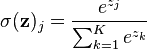 σ(𝐳)_j = e^{z_j} / ∑_{k=1}^{K} e^{z_k}